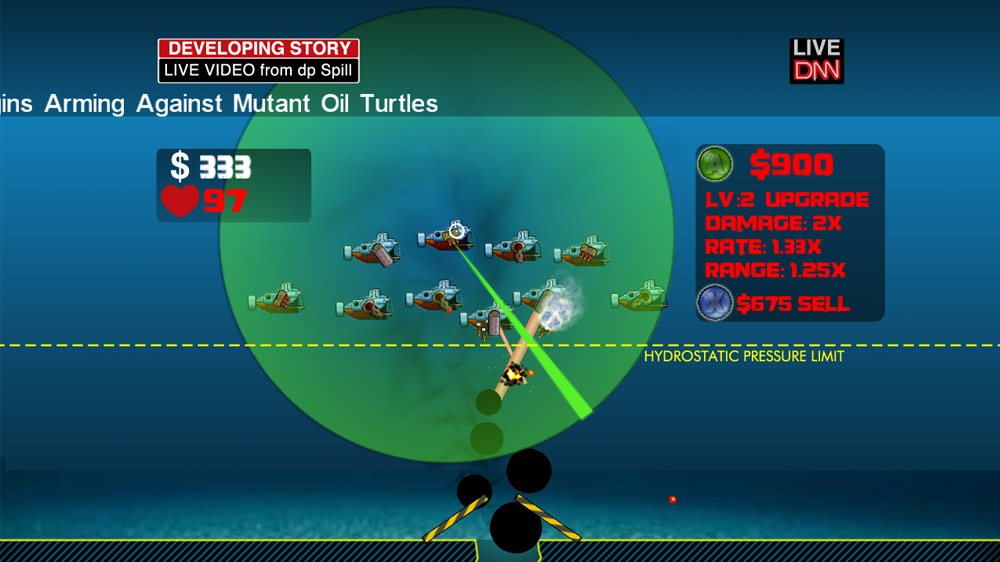 DEVELOPING STORY
LIVE VIDEO from dp Spill
LIVE
DNN
ins Arming Against Mutant Oil Turtles
$ 333
97
A $900
LV:2 UPGRADE
DAMAGE: 2X
RATE: 1.33X
RANGE: 1.25X
X $675 SELL
HYDROSTATIC PRESSURE LIMIT